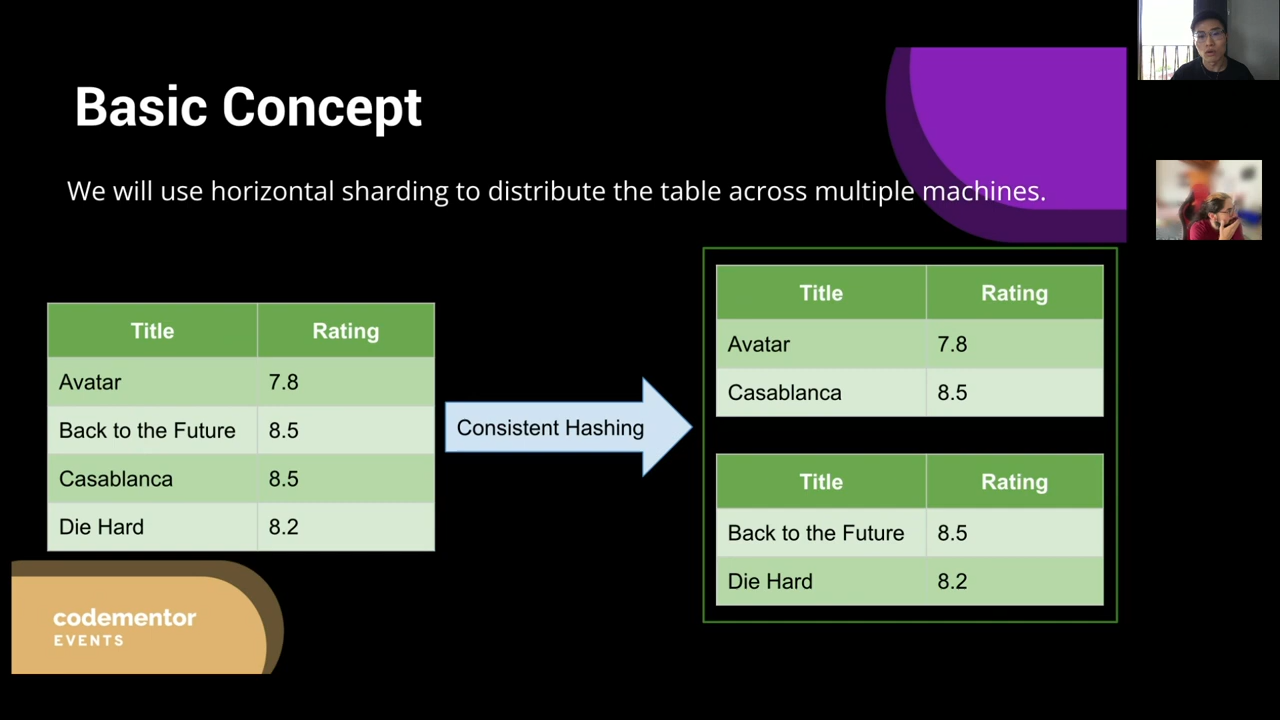 Basic Concept
We will use horizontal sharding to distribute the table across multiple machines.
Title Rating
Avatar 7.8
Back to the Future 8.5
Casablanca 8.5
Die Hard 8.2
Consistent Hashing
Title Rating
Avatar 7.8
Casablanca 8.5
Title Rating
Back to the Future 8.5
Die Hard 8.2
codementor
EVENTS